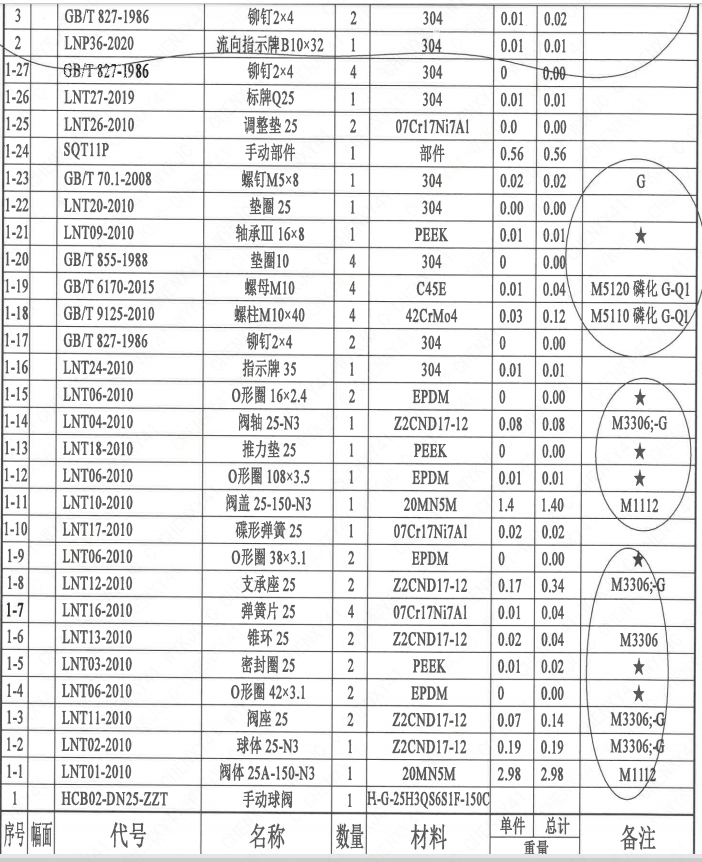 3 GB/T 827-1986 铆钉2×4 2 304 0.01 0.02
2 LNP36-2020 流向指示牌B10×32 1 304 0.01 0.01
1-27 GB/T 827-1986 铆钉2×4 4 304 0 0.00
1-26 LNT27-2019 标牌Q25 1 304 0.01 0.01
1-25 LNT26-2010 调整垫 25 2 07Cr17Ni7Al 0.0 0.00
1-24 SQT11P 手动部件 1 部件 0.56 0.56
1-23 GB/T 70.1-2008 螺钉M5×8 1 304 0.02 0.02 G
1-22 LNT20-2010 垫圈 25 1 304 0.00 0.00
1-21 LNT09-2010 轴承Ⅲ 16×8 1 PEEK 0.01 0.01 ★
1-20 GB/T 855-1988 垫圈10 4 304 0 0.00
1-19 GB/T 6170-2015 螺母M10 4 C45E 0.01 0.04 M5120 磷化 G-Q1
1-18 GB/T 9125-2010 螺柱M10×40 4 42CrMo4 0.03 0.12 M5110 磷化 G-Q1
1-17 GB/T 827-1986 铆钉2×4 2 304 0 0.00
1-16 LNT24-2010 指示牌 35 1 304 0.01 0.01
1-15 LNT06-2010 O形圈 16×2.4 2 EPDM 0 0.00 ★
1-14 LNT04-2010 阀轴 25-N3 1 Z2CND17-12 0.08 0.08 M3306;-G
1-13 LNT18-2010 推力垫 25 1 PEEK 0 0.00 ★
1-12 LNT06-2010 O形圈 108×3.5 1 EPDM 0.01 0.01 ★
1-11 LNT10-2010 阀盖 25-150-N3 1 20MN5M 1.4 1.40 M1112
1-10 LNT17-2010 碟形弹簧 25 1 07Cr17Ni7Al 0.02 0.02
1-9 LNT06-2010 O形圈 38×3.1 2 EPDM 0 0.00 ★
1-8 LNT12-2010 支承座 25 2 Z2CND17-12 0.17 0.34 M3306;-G
1-7 LNT16-2010 弹簧片 25 4 07Cr17Ni7Al 0.01 0.04
1-6 LNT13-2010 锥环 25 2 Z2CND17-12 0.02 0.04 M3306
1-5 LNT03-2010 密封圈 25 2 PEEK 0.01 0.02 ★
1-4 LNT06-2010 O形圈 42×3.1 2 EPDM 0 0.00 ★
1-3 LNT11-2010 阀座 25 2 Z2CND17-12 0.07 0.14 M3306;-G
1-2 LNT02-2010 球体 25-N3 1 Z2CND17-12 0.19 0.19 M3306;-G
1-1 LNT01-2010 阀体 25A-150-N3 1 20MN5M 2.98 2.98 M1112
1 HCB02-DN25-ZZT 手动球阀 1 H-G-25H3QS6S1F-150C
序号 幅面 代号 名称 数量 材料 单件 总计 备注
重量